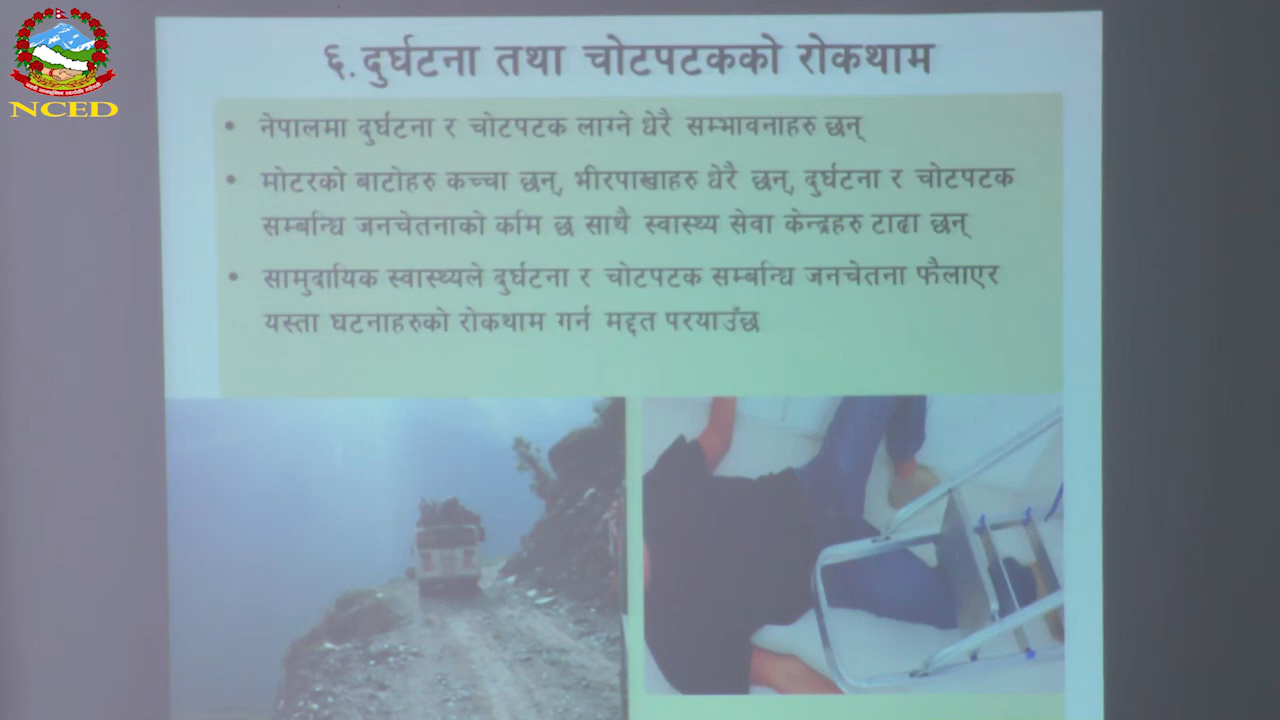 NCED
६. दुर्घटना तथा चोटपटकको रोकथाम
• नेपालमा दुर्घटना र चोटपटक लाग्ने धेरै सम्भावनाहरु छन्
• मोटरको बाटोहरु कच्चा छन्, भीरपाखाहरु धेरै छन्, दुर्घटना र चोटपटक
सम्बन्धि जनचेतनाको कमि छ साथै स्वास्थ्य सेवा केन्द्रहरु टाढा छन्
• सामुदायिक स्वास्थ्यले दुर्घटना र चोटपटक सम्बन्धि जनचेतना फैलाएर
यस्ता घटनाहरुको रोकथाम गर्न मद्दत परयाउँछ